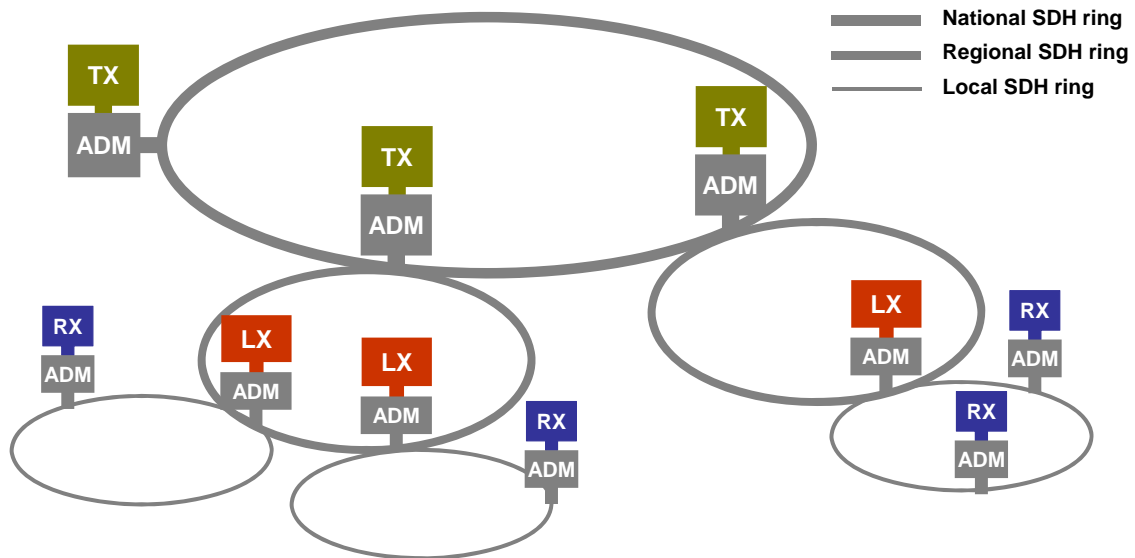 National SDH ring
Regional SDH ring
Local SDH ring
TX
ADM
TX
ADM
TX
ADM
RX
ADM
LX
ADM
LX
ADM
RX
ADM
LX
ADM
RX
ADM
RX
ADM